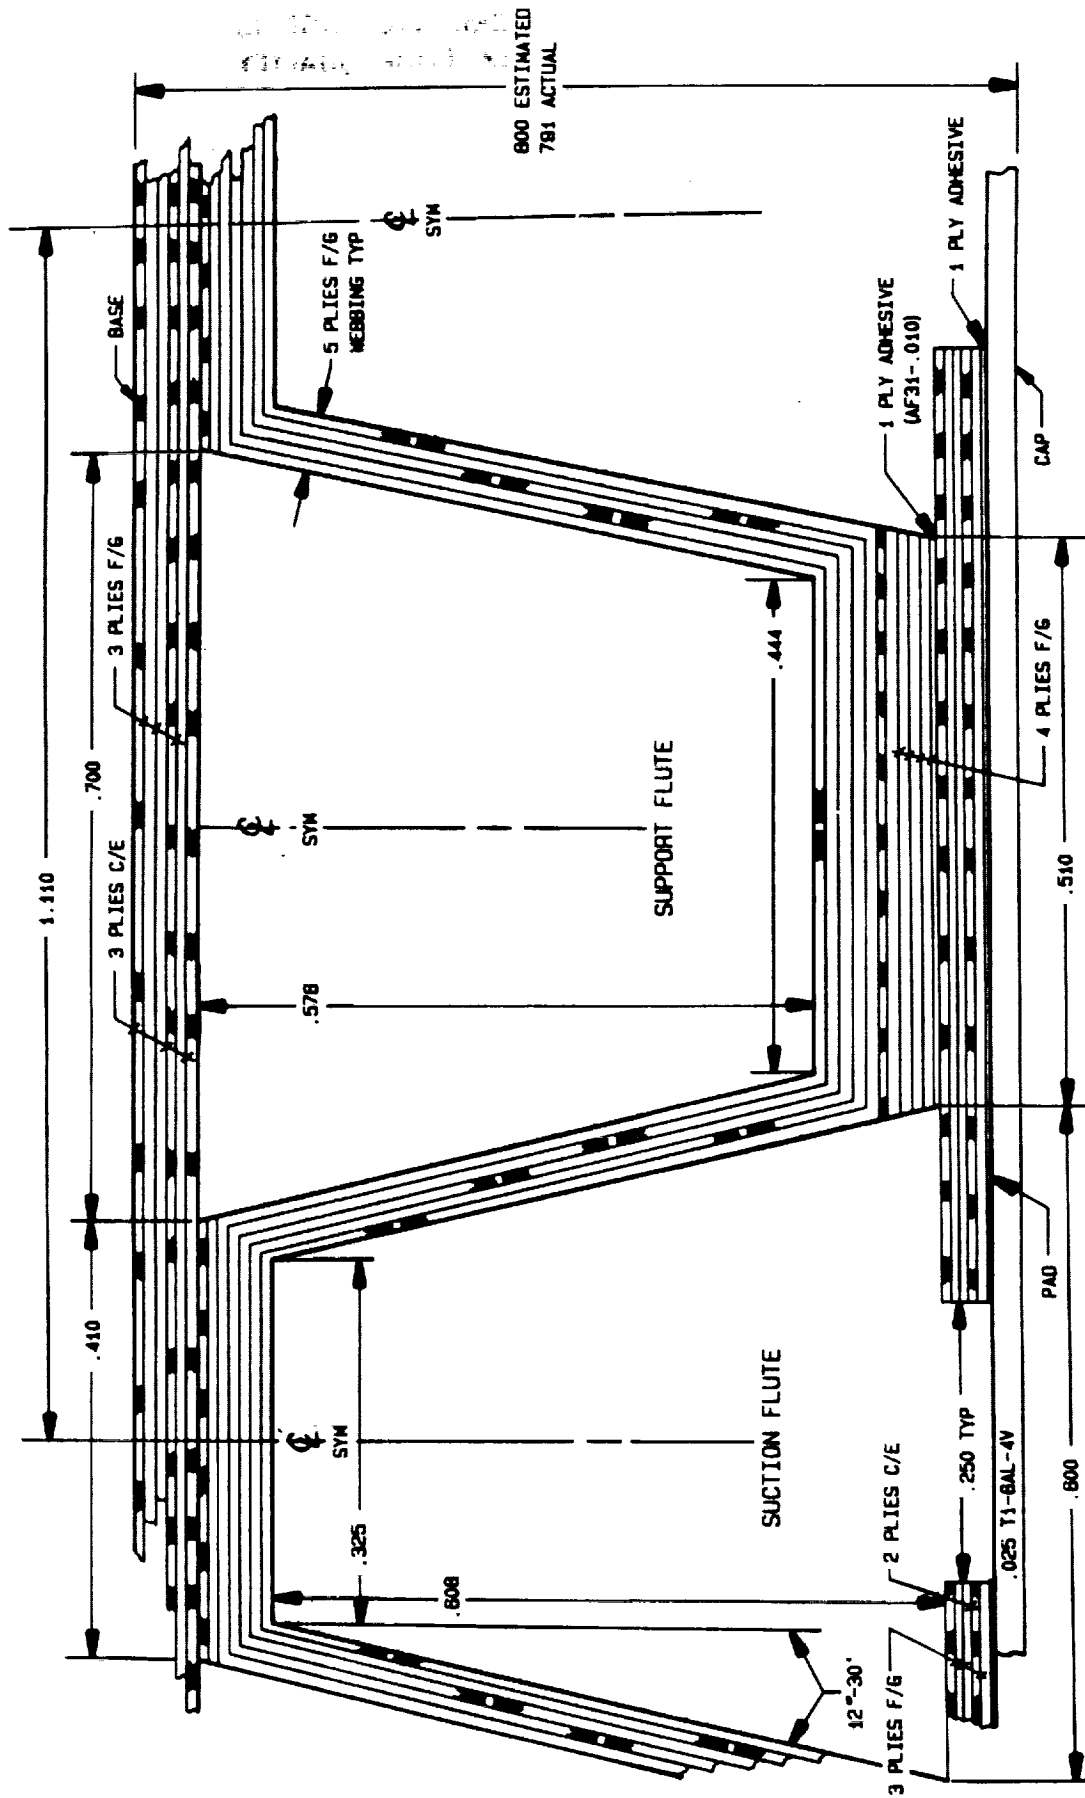 800 ESTIMATED
791 ACTUAL
1.110
SYM
BASE
5 PLIES F/G
WEBBING TYP
3 PLIES F/G
.700
3 PLIES C/E
SYM
1 PLY ADHESIVE
1 PLY ADHESIVE
(AF31-.010)
CAP
.444
SUPPORT FLUTE
.578
4 PLIES F/G
.510
.410
SYM
.325
SUCTION FLUTE
.608
PAD
.250 TYP
2 PLIES C/E
.025 Ti-6AL-4V
12°-30'
3 PLIES F/G
.600